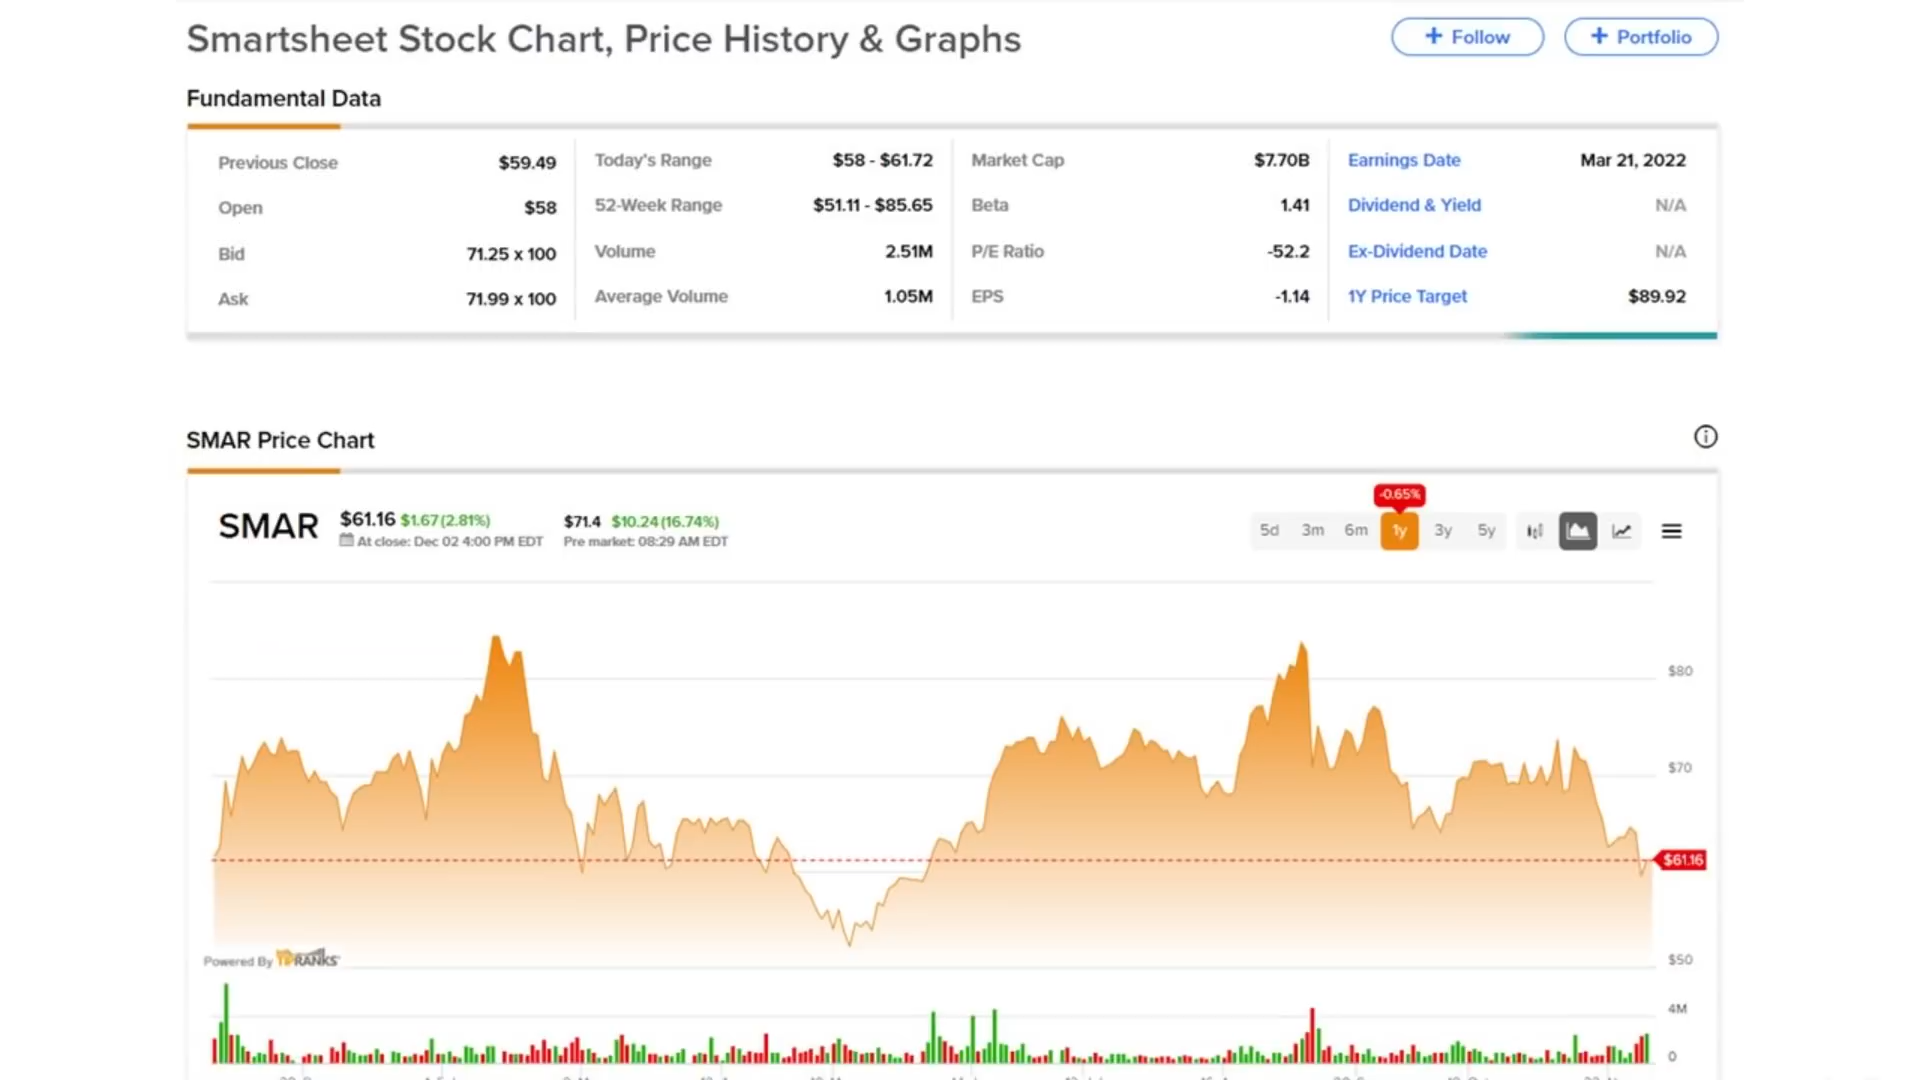 Smartsheet Stock Chart, Price History & Graphs
+ Follow
+ Portfolio
Fundamental Data
Previous Close $59.49
Open $58
Bid 71.25 x 100
Ask 71.99 x 100
Today's Range $58 - $61.72
52-Week Range $51.11 - $85.65
Volume 2.51M
Average Volume 1.05M
Market Cap $7.70B
Beta 1.41
P/E Ratio -52.2
EPS -1.14
Earnings Date Mar 21, 2022
Dividend & Yield N/A
Ex-Dividend Date N/A
1Y Price Target $89.92
SMAR Price Chart
-0.65%
SMAR $61.16 $1.67(2.81%) $71.4 $10.24(16.74%)
At close: Dec 02 4:00 PM EDT Pre market: 08:29 AM EDT
5d 3m 6m 1y 3y 5y
$80
$70
$61.16
$50
Powered By TIPRANKS
4M
0